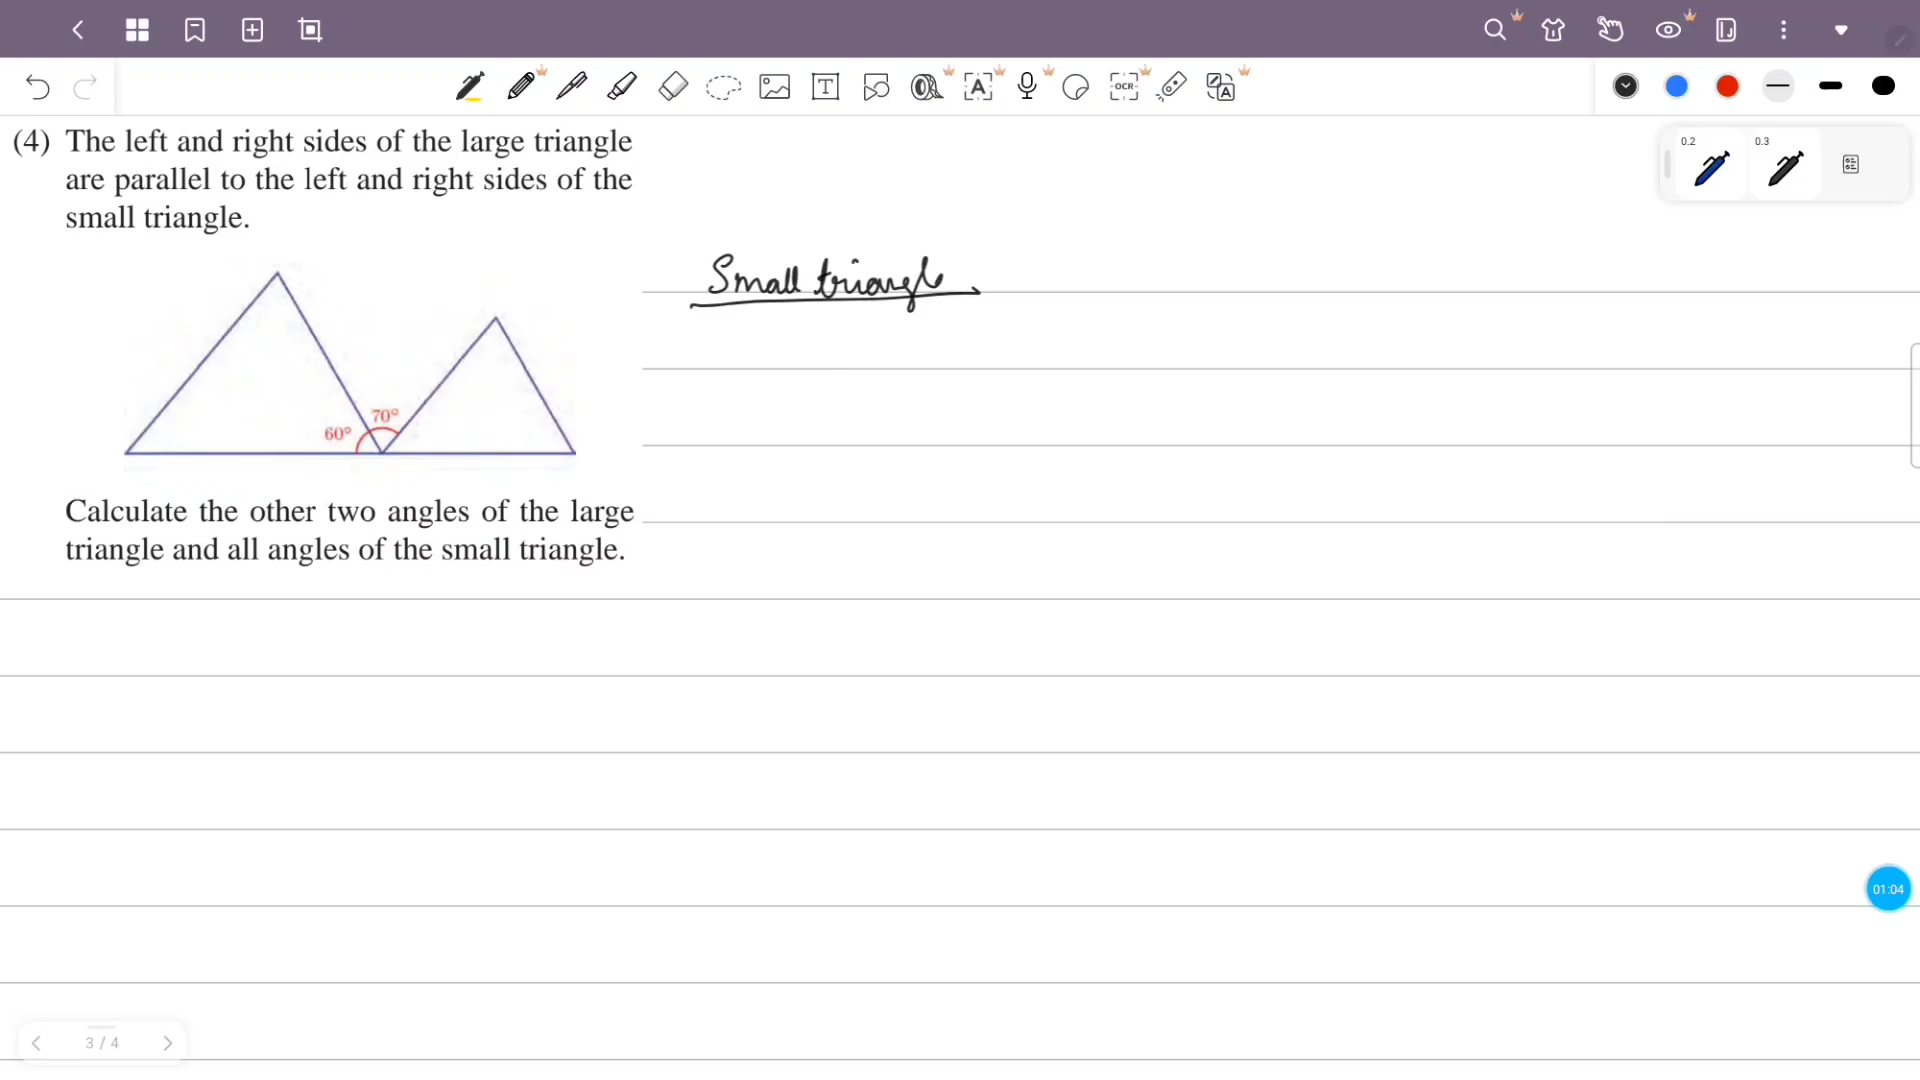 A
OCR
A
T
0.2
0.3
(4) The left and right sides of the large triangle
are parallel to the left and right sides of the
small triangle.
Small triangle
70°
60°
Calculate the other two angles of the large
triangle and all angles of the small triangle.
01:04
3 / 4